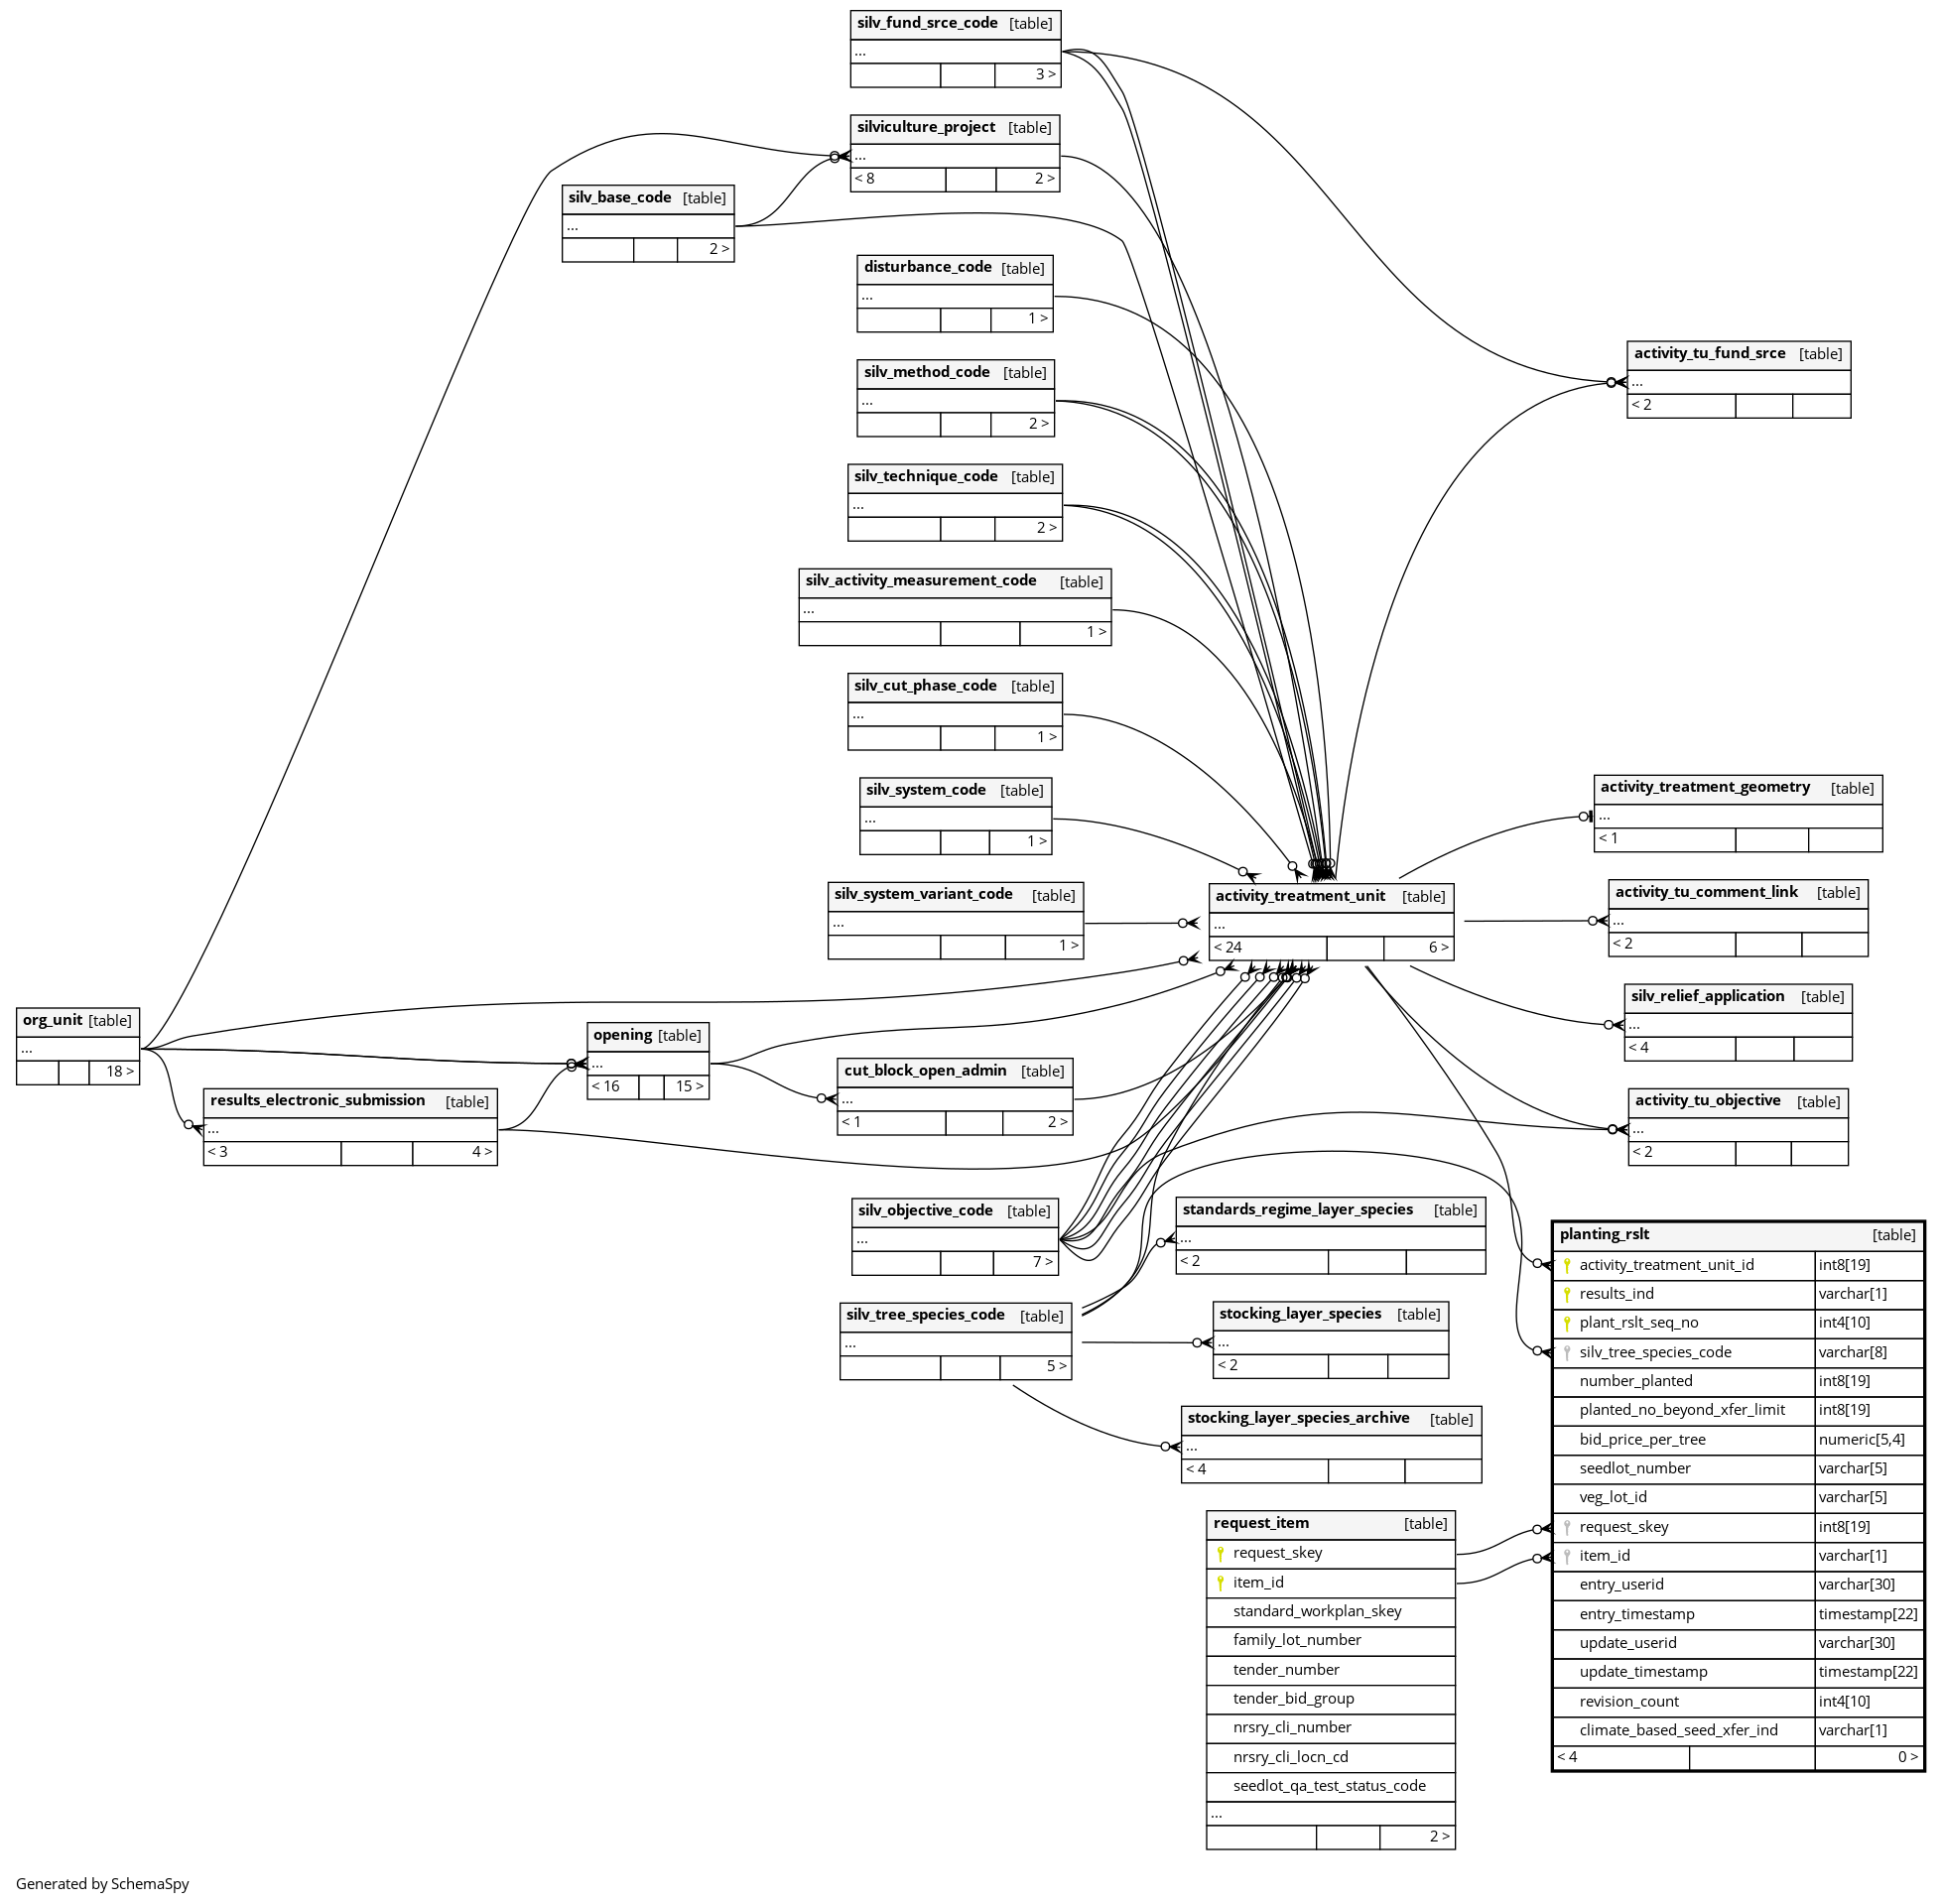 silv_fund_srce_code [table]
...
3 >
silviculture_project [table]
...
< 8 2 >
silv_base_code [table]
...
2 >
disturbance_code [table]
...
1 >
activity_tu_fund_srce [table]
...
< 2
silv_method_code [table]
...
2 >
silv_technique_code [table]
...
2 >
silv_activity_measurement_code [table]
...
1 >
silv_cut_phase_code [table]
...
1 >
silv_system_code [table]
...
1 >
activity_treatment_geometry [table]
...
< 1
silv_system_variant_code [table]
...
1 >
activity_treatment_unit [table]
...
< 24 6 >
activity_tu_comment_link [table]
...
< 2
silv_relief_application [table]
...
< 4
org_unit [table]
...
18 >
opening [table]
...
< 16 15 >
cut_block_open_admin [table]
...
< 1 2 >
results_electronic_submission [table]
...
< 3 4 >
activity_tu_objective [table]
...
< 2
silv_objective_code [table]
...
7 >
standards_regime_layer_species [table]
...
< 2
silv_tree_species_code [table]
...
5 >
stocking_layer_species [table]
...
< 2
stocking_layer_species_archive [table]
...
< 4
planting_rslt [table]
activity_treatment_unit_id int8[19]
results_ind varchar[1]
plant_rslt_seq_no int4[10]
silv_tree_species_code varchar[8]
number_planted int8[19]
planted_no_beyond_xfer_limit int8[19]
bid_price_per_tree numeric[5,4]
seedlot_number varchar[5]
veg_lot_id varchar[5]
request_skey int8[19]
item_id varchar[1]
entry_userid varchar[30]
entry_timestamp timestamp[22]
update_userid varchar[30]
update_timestamp timestamp[22]
revision_count int4[10]
climate_based_seed_xfer_ind varchar[1]
< 4 0 >
request_item [table]
request_skey
item_id
standard_workplan_skey
family_lot_number
tender_number
tender_bid_group
nrsry_cli_number
nrsry_cli_locn_cd
seedlot_qa_test_status_code
...
2 >
Generated by SchemaSpy